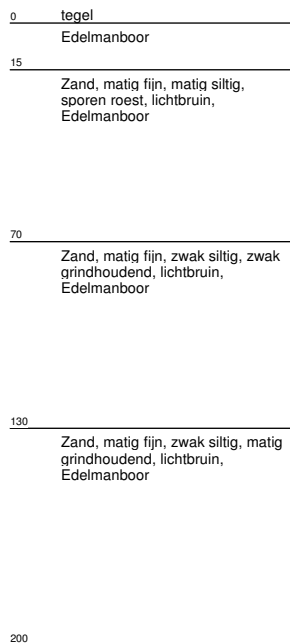 0 tegel
Edelmanboor
15
Zand, matig fijn, matig siltig,
sporen roest, lichtbruin,
Edelmanboor
70
Zand, matig fijn, zwak siltig, zwak
grindhoudend, lichtbruin,
Edelmanboor
130
Zand, matig fijn, zwak siltig, matig
grindhoudend, lichtbruin,
Edelmanboor
200